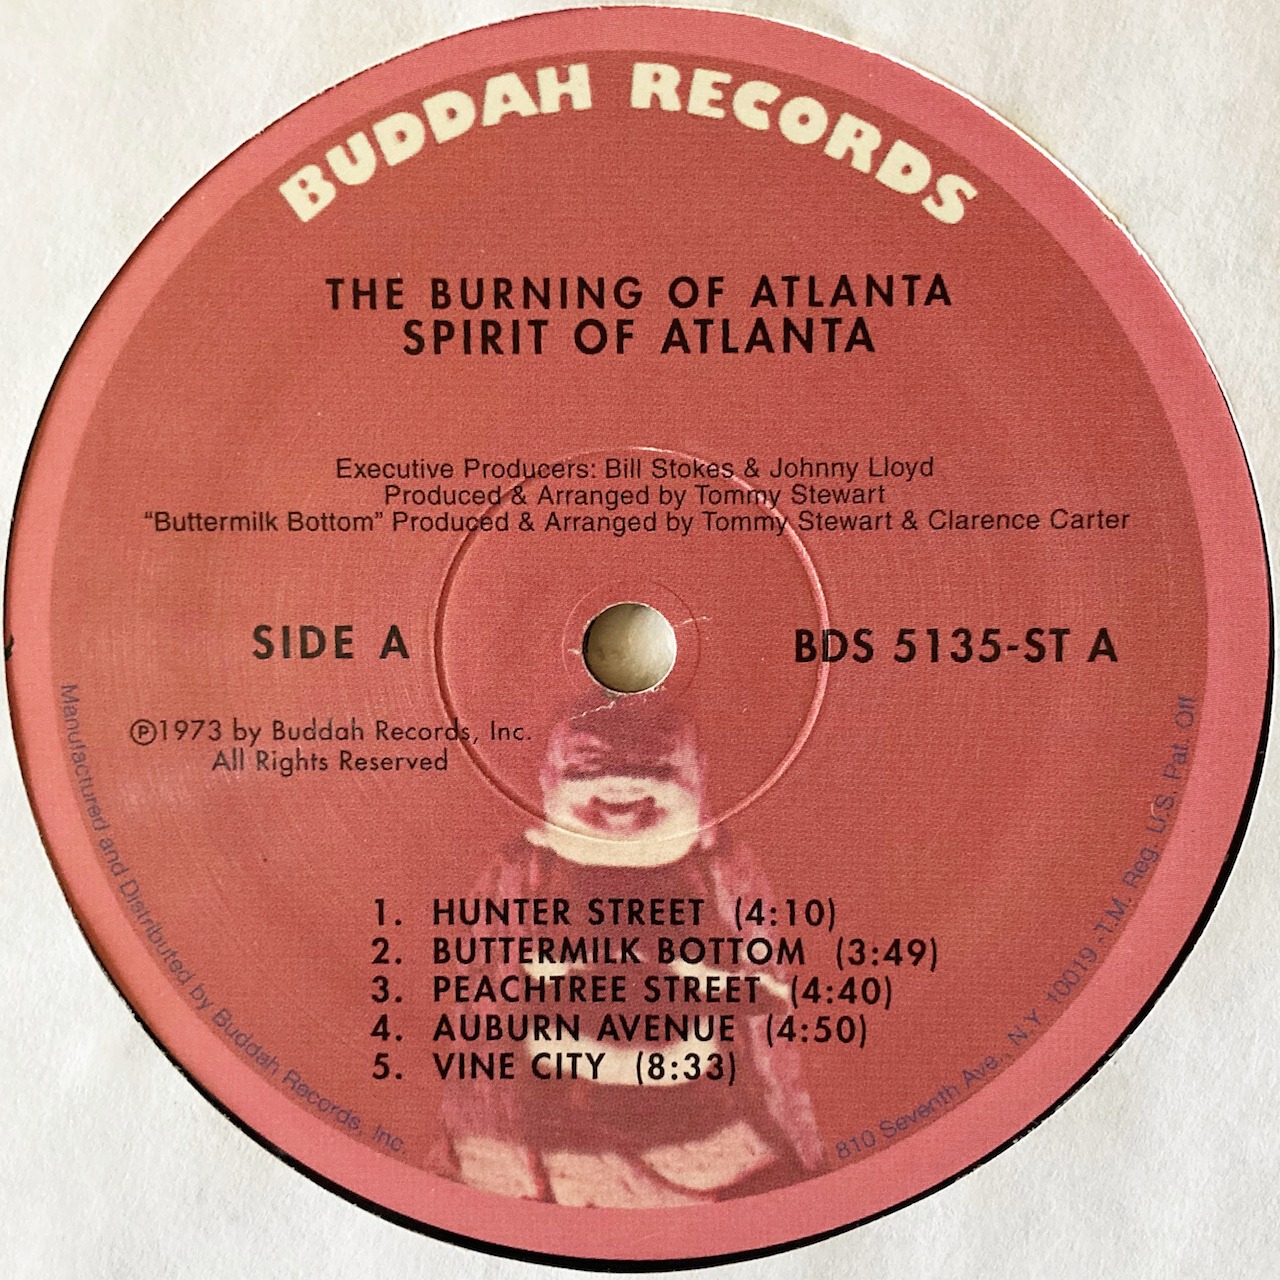 BUDDAH RECORDS
THE BURNING OF ATLANTA
SPIRIT OF ATLANTA
Executive Producers: Bill Stokes & Johnny Lloyd
Produced & Arranged by Tommy Stewart
“Buttermilk Bottom” Produced & Arranged by Tommy Stewart & Clarence Carter
SIDE A
BDS 5135-ST A
℗1973 by Buddah Records, Inc.
All Rights Reserved
1. HUNTER STREET (4:10)
2. BUTTERMILK BOTTOM (3:49)
3. PEACHTREE STREET (4:40)
4. AUBURN AVENUE (4:50)
5. VINE CITY (8:33)
Manufactured and Distributed by Buddah Records, Inc.
810 Seventh Ave., N.Y. 10019 -T.M. Reg. U.S. Pat. Off